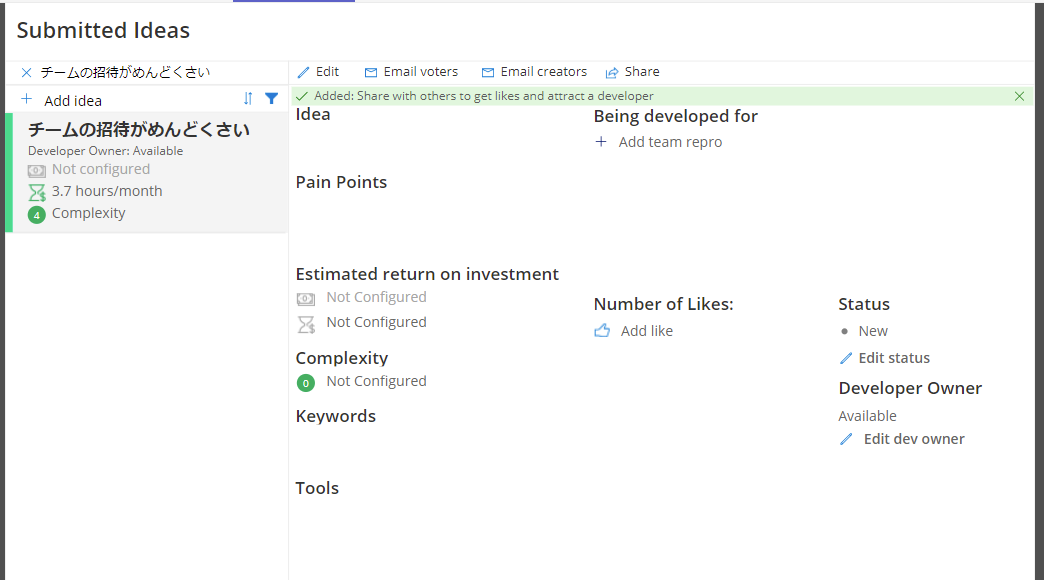 Submitted Ideas
チームの招待がめんどくさい
Add idea
チームの招待がめんどくさい
Developer Owner: Available
Not configured
3.7 hours/month
4 Complexity
Edit Email voters Email creators Share
Added: Share with others to get likes and attract a developer
Idea
Being developed for
Add team repro
Pain Points
Estimated return on investment
Not Configured
Not Configured
Complexity
0 Not Configured
Keywords
Tools
Number of Likes:
Add like
Status
New
Edit status
Developer Owner
Available
Edit dev owner